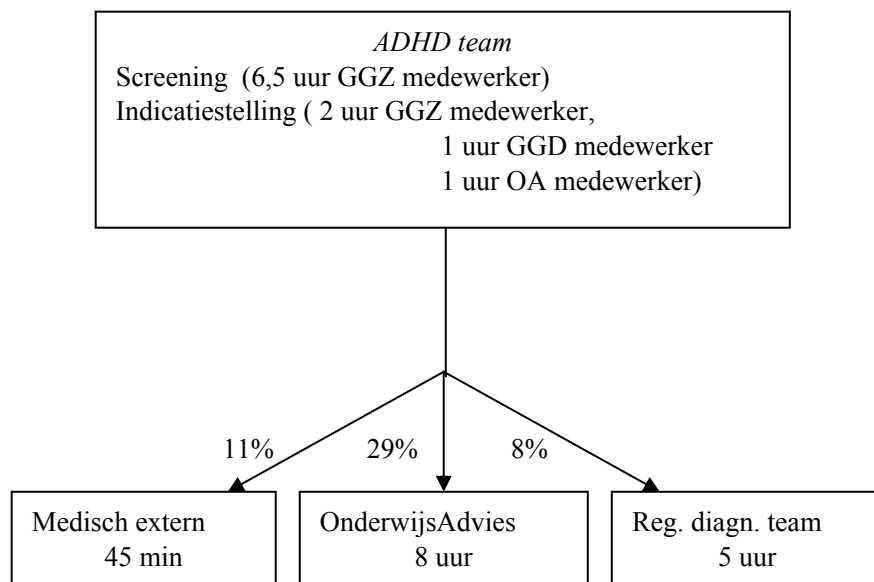 ADHD team
Screening (6,5 uur GGZ medewerker)
Indicatiestelling ( 2 uur GGZ medewerker,
1 uur GGD medewerker
1 uur OA medewerker)
11%
29%
8%
Medisch extern
45 min
OnderwijsAdvies
8 uur
Reg. diagn. team
5 uur